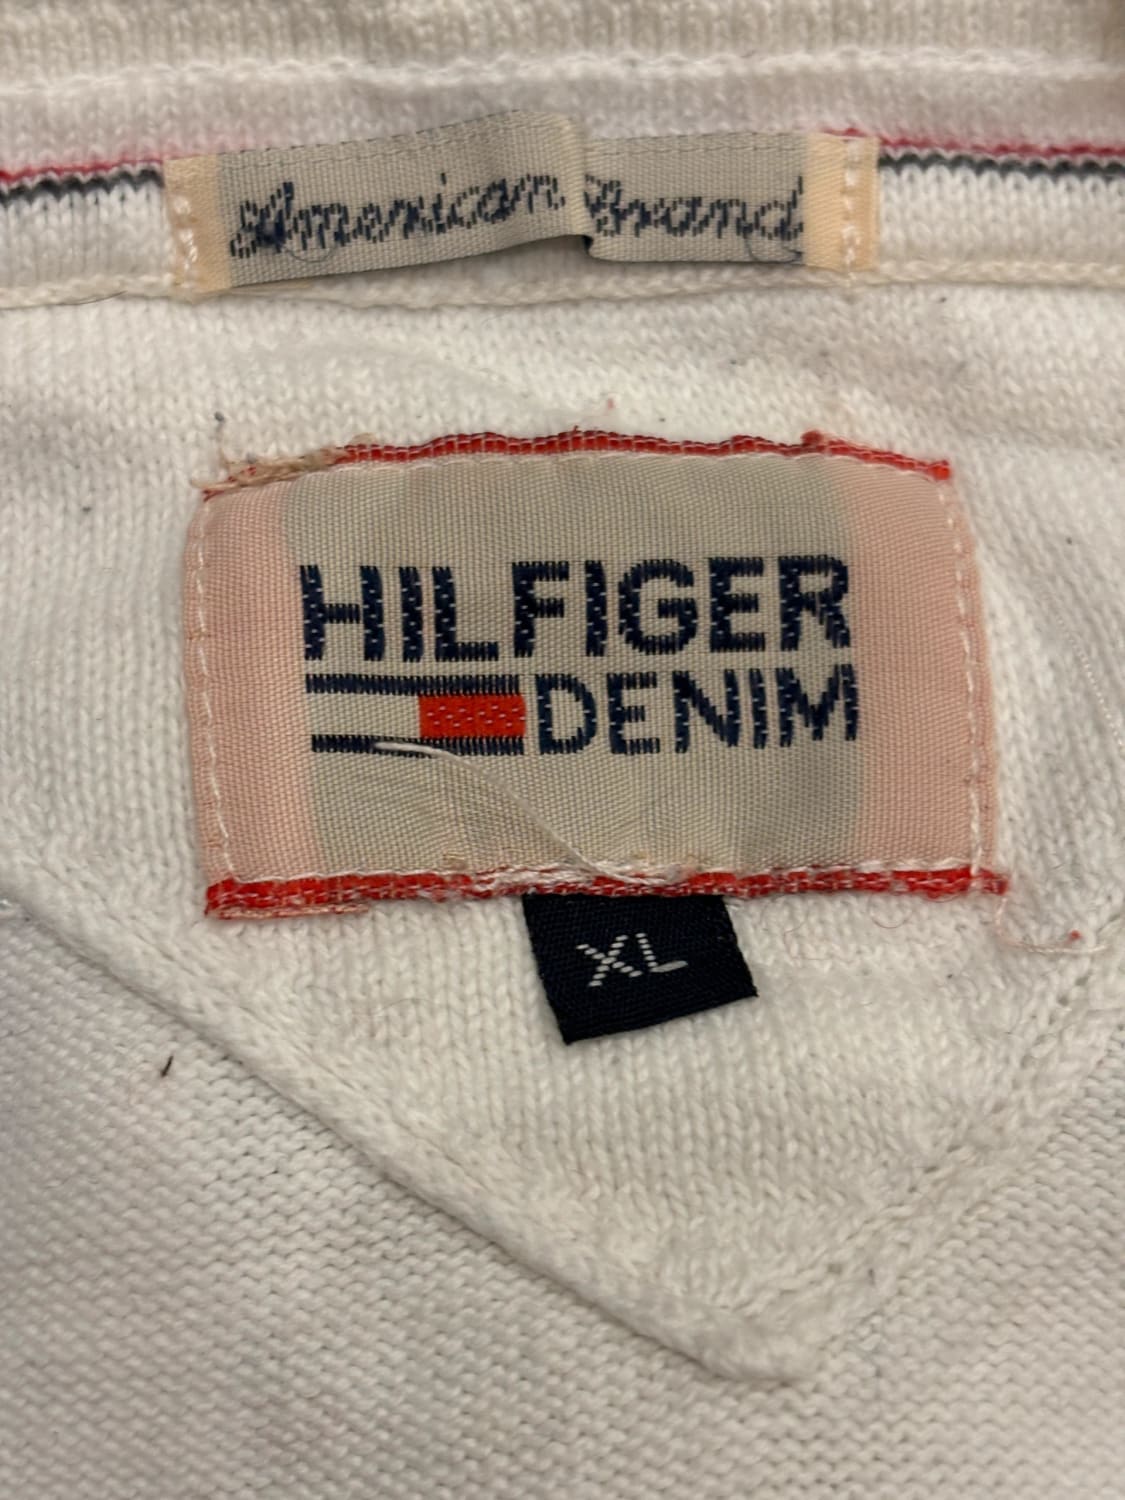 American Brand
HILFIGER
DENIM
XL